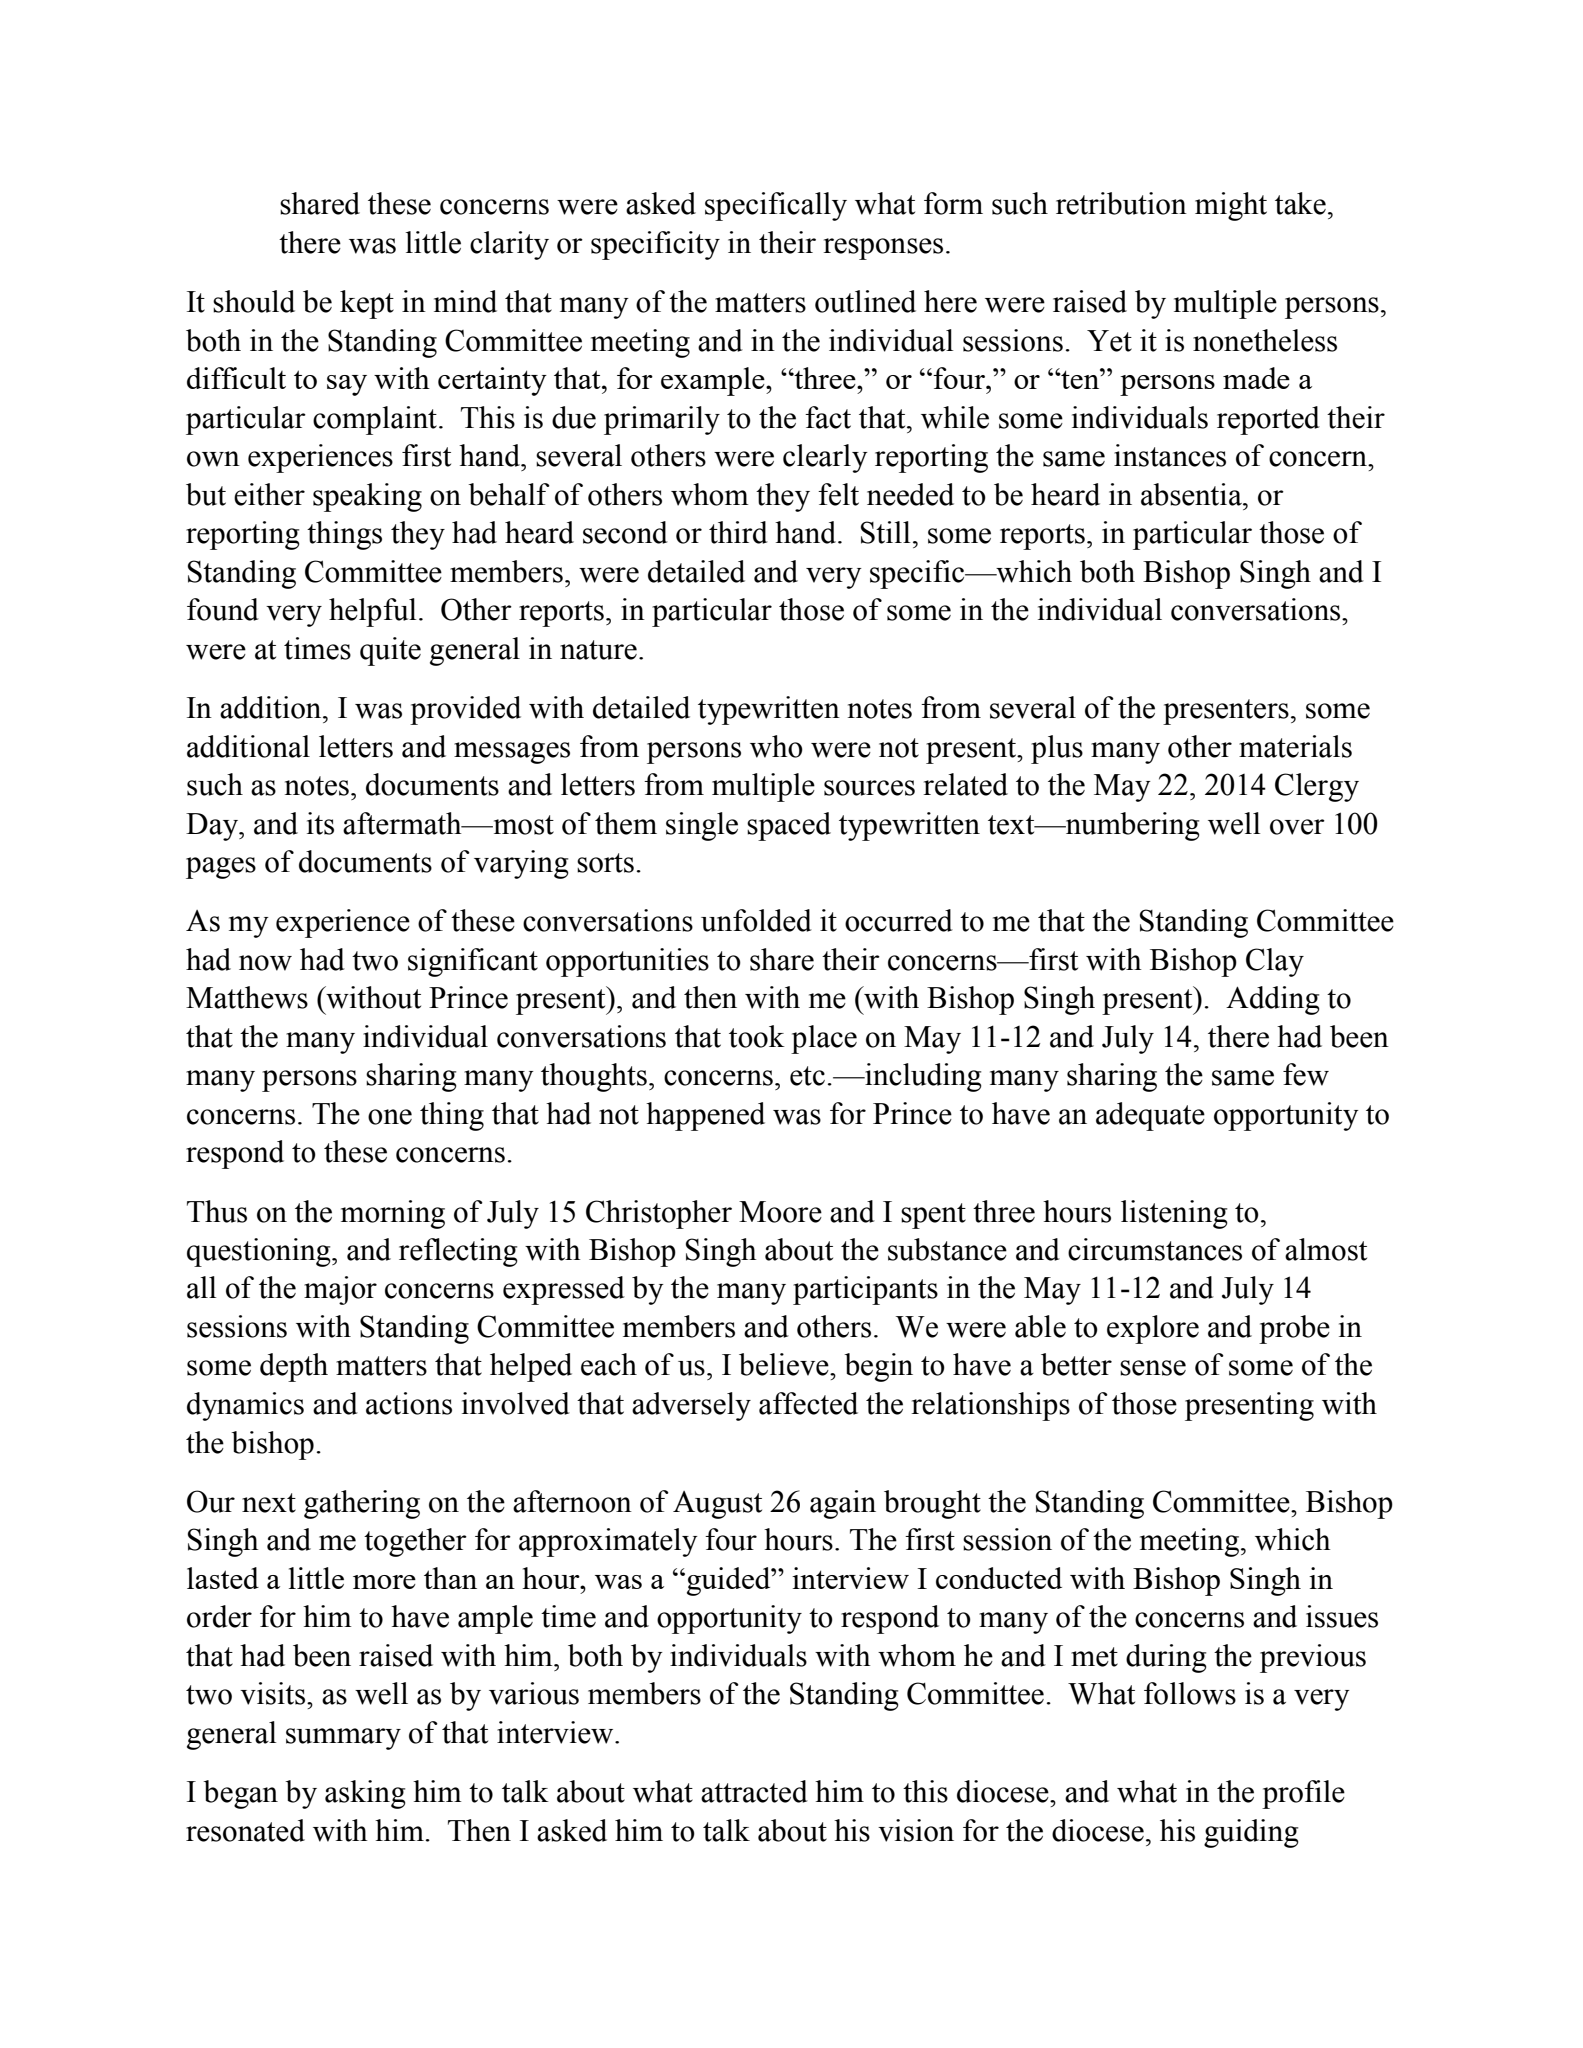 shared these concerns were asked specifically what form such retribution might take,
there was little clarity or specificity in their responses.
It should be kept in mind that many of the matters outlined here were raised by multiple persons,
both in the Standing Committee meeting and in the individual sessions.  Yet it is nonetheless
difficult to say with certainty that, for example, “three,” or “four,” or “ten” persons made a
particular complaint.  This is due primarily to the fact that, while some individuals reported their
own experiences first hand, several others were clearly reporting the same instances of concern,
but either speaking on behalf of others whom they felt needed to be heard in absentia, or
reporting things they had heard second or third hand.  Still, some reports, in particular those of
Standing Committee members, were detailed and very specific—which both Bishop Singh and I
found very helpful.  Other reports, in particular those of some in the individual conversations,
were at times quite general in nature.
In addition, I was provided with detailed typewritten notes from several of the presenters, some
additional letters and messages from persons who were not present, plus many other materials
such as notes, documents and letters from multiple sources related to the May 22, 2014 Clergy
Day, and its aftermath—most of them single spaced typewritten text—numbering well over 100
pages of documents of varying sorts.
As my experience of these conversations unfolded it occurred to me that the Standing Committee
had now had two significant opportunities to share their concerns—first with Bishop Clay
Matthews (without Prince present), and then with me (with Bishop Singh present).  Adding to
that the many individual conversations that took place on May 11-12 and July 14, there had been
many persons sharing many thoughts, concerns, etc.—including many sharing the same few
concerns. The one thing that had not happened was for Prince to have an adequate opportunity to
respond to these concerns.
Thus on the morning of July 15 Christopher Moore and I spent three hours listening to,
questioning, and reflecting with Bishop Singh about the substance and circumstances of almost
all of the major concerns expressed by the many participants in the May 11-12 and July 14
sessions with Standing Committee members and others.  We were able to explore and probe in
some depth matters that helped each of us, I believe, begin to have a better sense of some of the
dynamics and actions involved that adversely affected the relationships of those presenting with
the bishop.
Our next gathering on the afternoon of August 26 again brought the Standing Committee, Bishop
Singh and me together for approximately four hours. The first session of the meeting, which
lasted a little more than an hour, was a “guided” interview I conducted with Bishop Singh in
order for him to have ample time and opportunity to respond to many of the concerns and issues
that had been raised with him, both by individuals with whom he and I met during the previous
two visits, as well as by various members of the Standing Committee.  What follows is a very
general summary of that interview.
I began by asking him to talk about what attracted him to this diocese, and what in the profile
resonated with him.  Then I asked him to talk about his vision for the diocese, his guiding